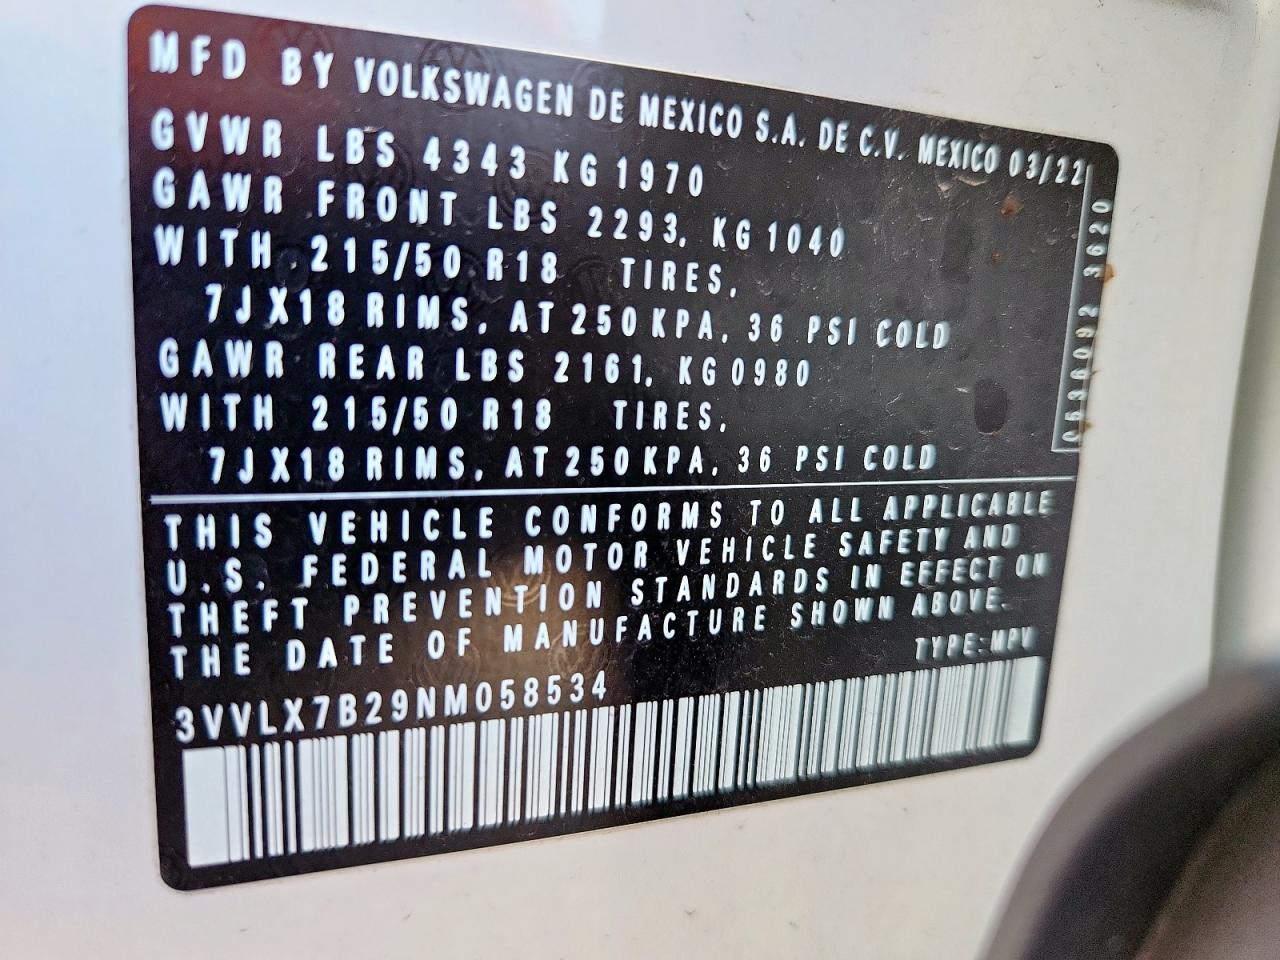 MFD BY VOLKSWAGEN DE MEXICO S.A. DE C.V. MEXICO 03/22
GVWR LBS 4343 KG 1970
GAWR FRONT LBS 2293, KG 1040
WITH 215/50 R18 TIRES,
7JX18 RIMS, AT 250 KPA, 36 PSI COLD
GAWR REAR LBS 2161, KG 0980
WITH 215/50 R18 TIRES,
7JX18 RIMS, AT 250 KPA, 36 PSI COLD
C536092 3620
THIS VEHICLE CONFORMS TO ALL APPLICABLE
U.S. FEDERAL MOTOR VEHICLE SAFETY AND
THEFT PREVENTION STANDARDS IN EFFECT ON
THE DATE OF MANUFACTURE SHOWN ABOVE.
TYPE: MPV
3VVLX7B29NM058534